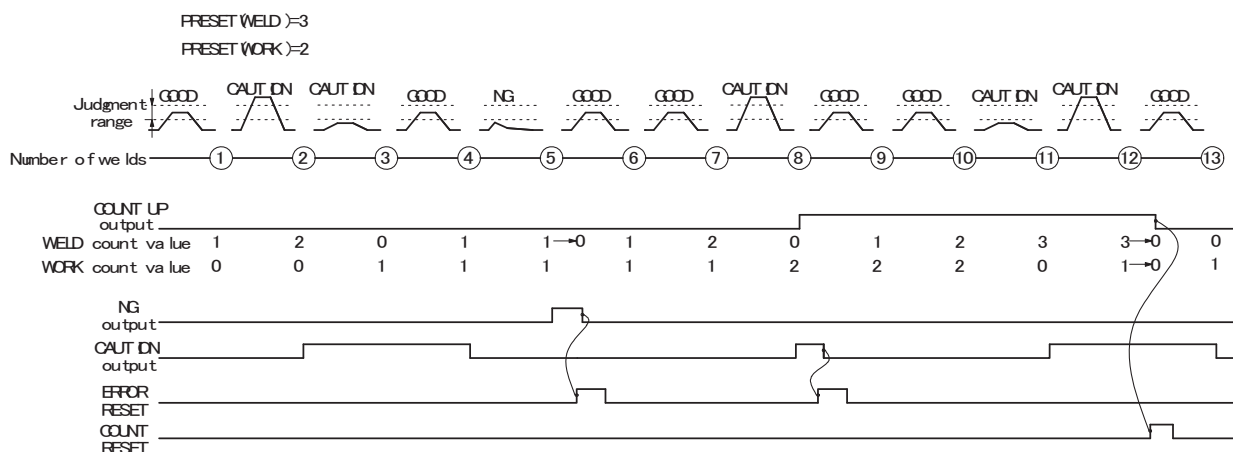 PRESET(WELD)=3
PRESET(WORK)=2
GOOD CAUTION CAUTION GOOD NG GOOD GOOD CAUTION GOOD GOOD CAUTION CAUTION GOOD
Judgment
range
Number of welds 1 2 3 4 5 6 7 8 9 10 11 12 13
COUNT UP
output
WELD count value 1 2 0 1 1→0 1 2 0 1 2 3 3→0 0
WORK count value 0 0 1 1 1 1 1 2 2 2 0 1→0 1
NG
output
CAUTION
output
ERROR
RESET
COUNT
RESET